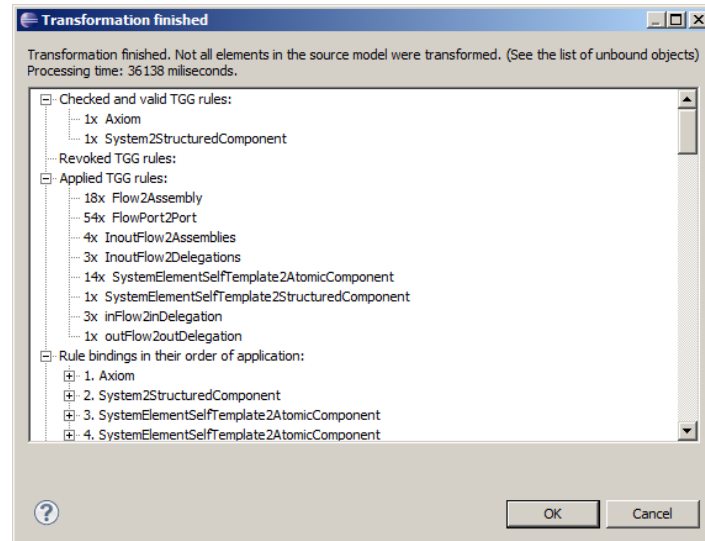 Transformation finished
Transformation finished. Not all elements in the source model were transformed. (See the list of unbound objects)
Processing time: 36138 miliseconds.
Checked and valid TGG rules:
1x Axiom
1x System2StructuredComponent
Revoked TGG rules:
Applied TGG rules:
18x Flow2Assembly
54x FlowPort2Port
4x InoutFlow2Assemblies
3x InoutFlow2Delegations
14x SystemElementSelfTemplate2AtomicComponent
1x SystemElementSelfTemplate2StructuredComponent
3x inFlow2inDelegation
1x outFlow2outDelegation
Rule bindings in their order of application:
1. Axiom
2. System2StructuredComponent
3. SystemElementSelfTemplate2AtomicComponent
4. SystemElementSelfTemplate2AtomicComponent
?
OK Cancel